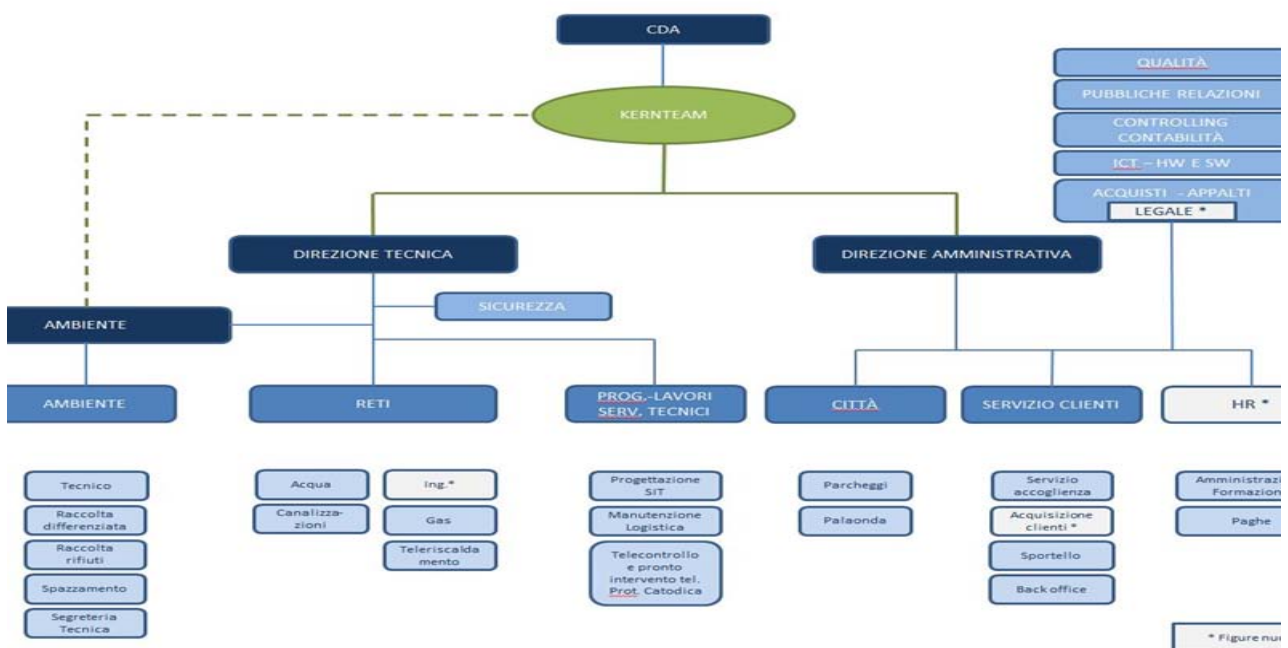 CDA
KERNTEAM
QUALITÀ
PUBBLICHE RELAZIONI
CONTROLLING
CONTABILITÀ
ICT – HW E SW
ACQUISTI - APPALTI
LEGALE *
DIREZIONE TECNICA
DIREZIONE AMMINISTRATIVA
SICUREZZA
AMBIENTE
AMBIENTE
RETI
PROG.-LAVORI
SERV. TECNICI
CITTÀ
SERVIZIO CLIENTI
HR *
Tecnico
Raccolta
differenziata
Raccolta
rifiuti
Spazzamento
Segreteria
Tecnica
Acqua
Canalizza-
zioni
Ing.*
Gas
Teleriscalda
mento
Progettazione
SIT
Manutenzione
Logistica
Telecontrollo
e pronto
intervento tel.
Prot. Catodica
Parcheggi
Palaonda
Servizio
accoglienza
Acquisizione
clienti *
Sportello
Back office
Paghe
* Figure